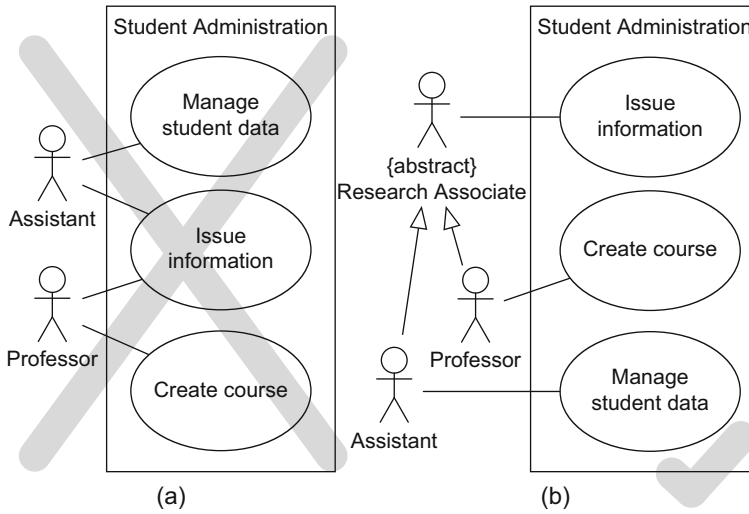 Student Administration
Manage
student data
Assistant
Issue
information
Professor
Create course
(a)
Student Administration
Issue
information
{abstract}
Research Associate
Create course
Professor
Manage
student data
Assistant
(b)